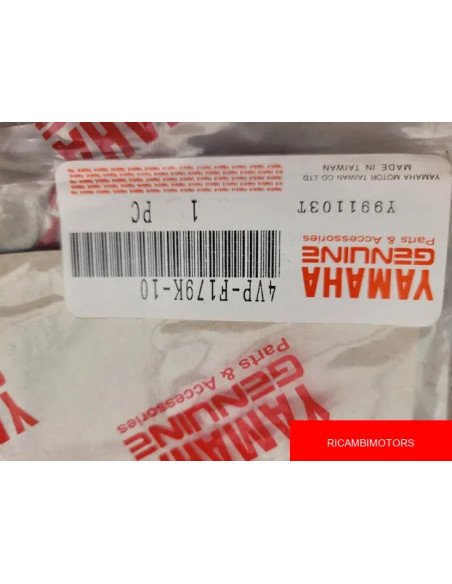 YAMAHA
GENUINE
Parts & Accessories
4VP-F179K-10
1 PC
Y991103T
YAMAHA MOTOR TAIWAN CO.LTD.
MADE IN TAIWAN
YAMAHA
GENUINE
Parts & Accessories
RICAMBIMOTORS